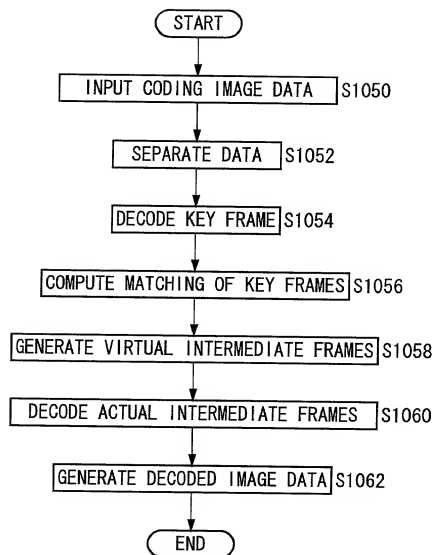 START
INPUT CODING IMAGE DATA S1050
SEPARATE DATA S1052
DECODE KEY FRAME S1054
COMPUTE MATCHING OF KEY FRAMES S1056
GENERATE VIRTUAL INTERMEDIATE FRAMES S1058
DECODE ACTUAL INTERMEDIATE FRAMES S1060
GENERATE DECODED IMAGE DATA S1062
END